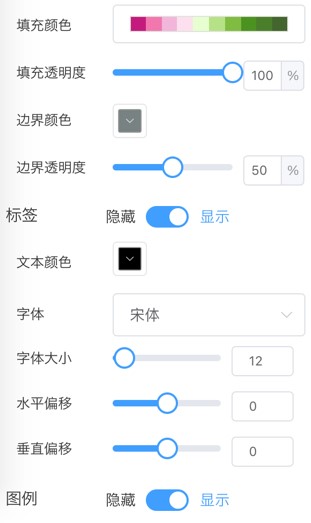 填充颜色
填充透明度 100 %
边界颜色
边界透明度 50 %
标签 隐藏 显示
文本颜色
字体 宋体
字体大小 12
水平偏移 0
垂直偏移 0
图例 隐藏 显示